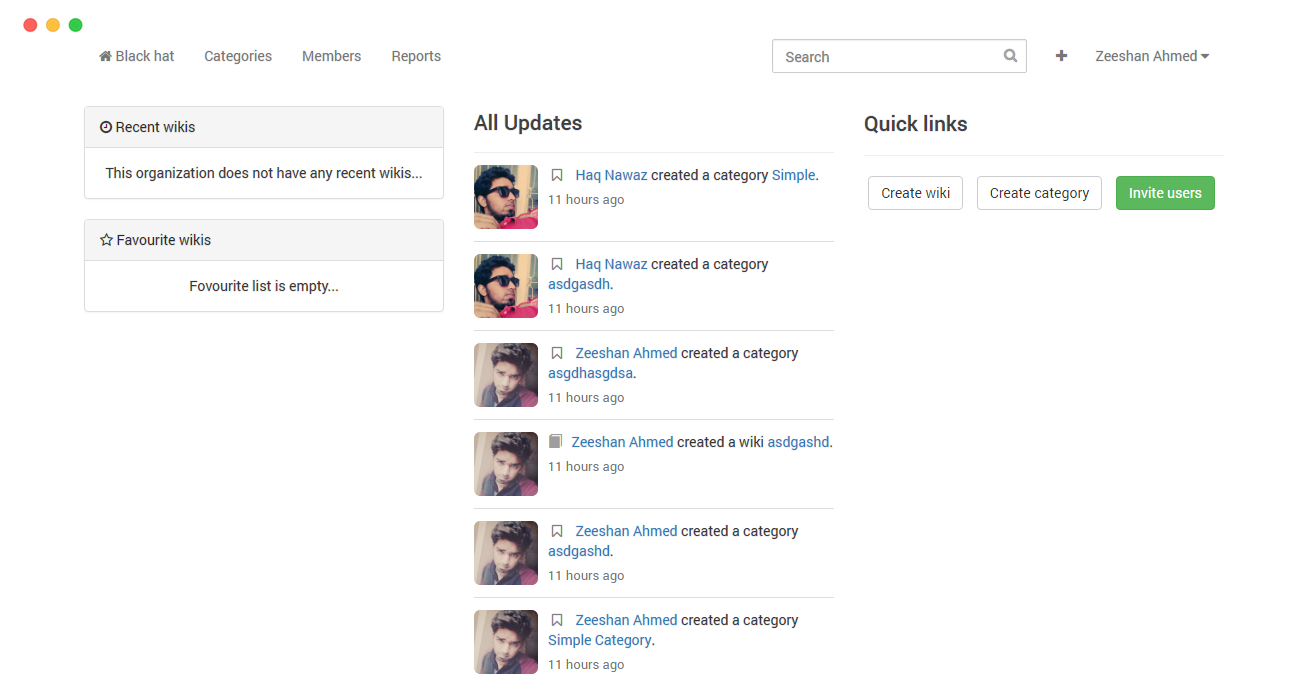 Black hat Categories Members Reports
Search
Zeeshan Ahmed
Recent wikis
This organization does not have any recent wikis...
Favourite wikis
Fovourite list is empty...
All Updates
Haq Nawaz created a category Simple.
11 hours ago
Haq Nawaz created a category
asdgasdh.
11 hours ago
Zeeshan Ahmed created a category
asgdhasgdsa.
11 hours ago
Zeeshan Ahmed created a wiki asdgashd.
11 hours ago
Zeeshan Ahmed created a category
asdgashd.
11 hours ago
Zeeshan Ahmed created a category
Simple Category.
11 hours ago
Quick links
Create wiki Create category Invite users